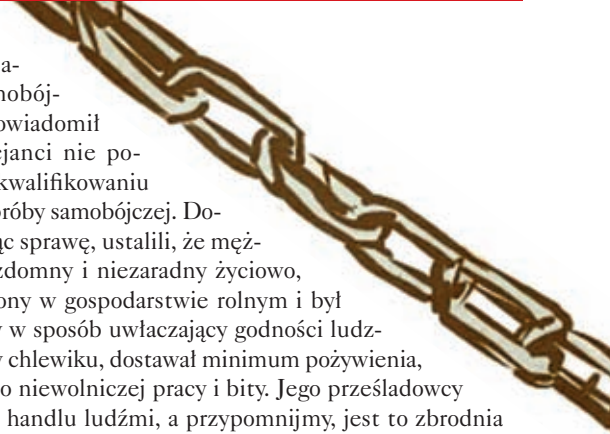 a-
nobój-
owiadomił
ejanci nie po-
kwalifikowaniu
próby samobójczej. Do-
ąc sprawę, ustalili, że męż-
zdomny i niezaradny życiowo,
ony w gospodarstwie rolnym i był
w sposób uwłaczający godności ludz-
chlewiku, dostawał minimum pożywienia,
o niewolniczej pracy i bity. Jego prześladowcy
handlu ludźmi, a przypomnijmy, jest to zbrodnia